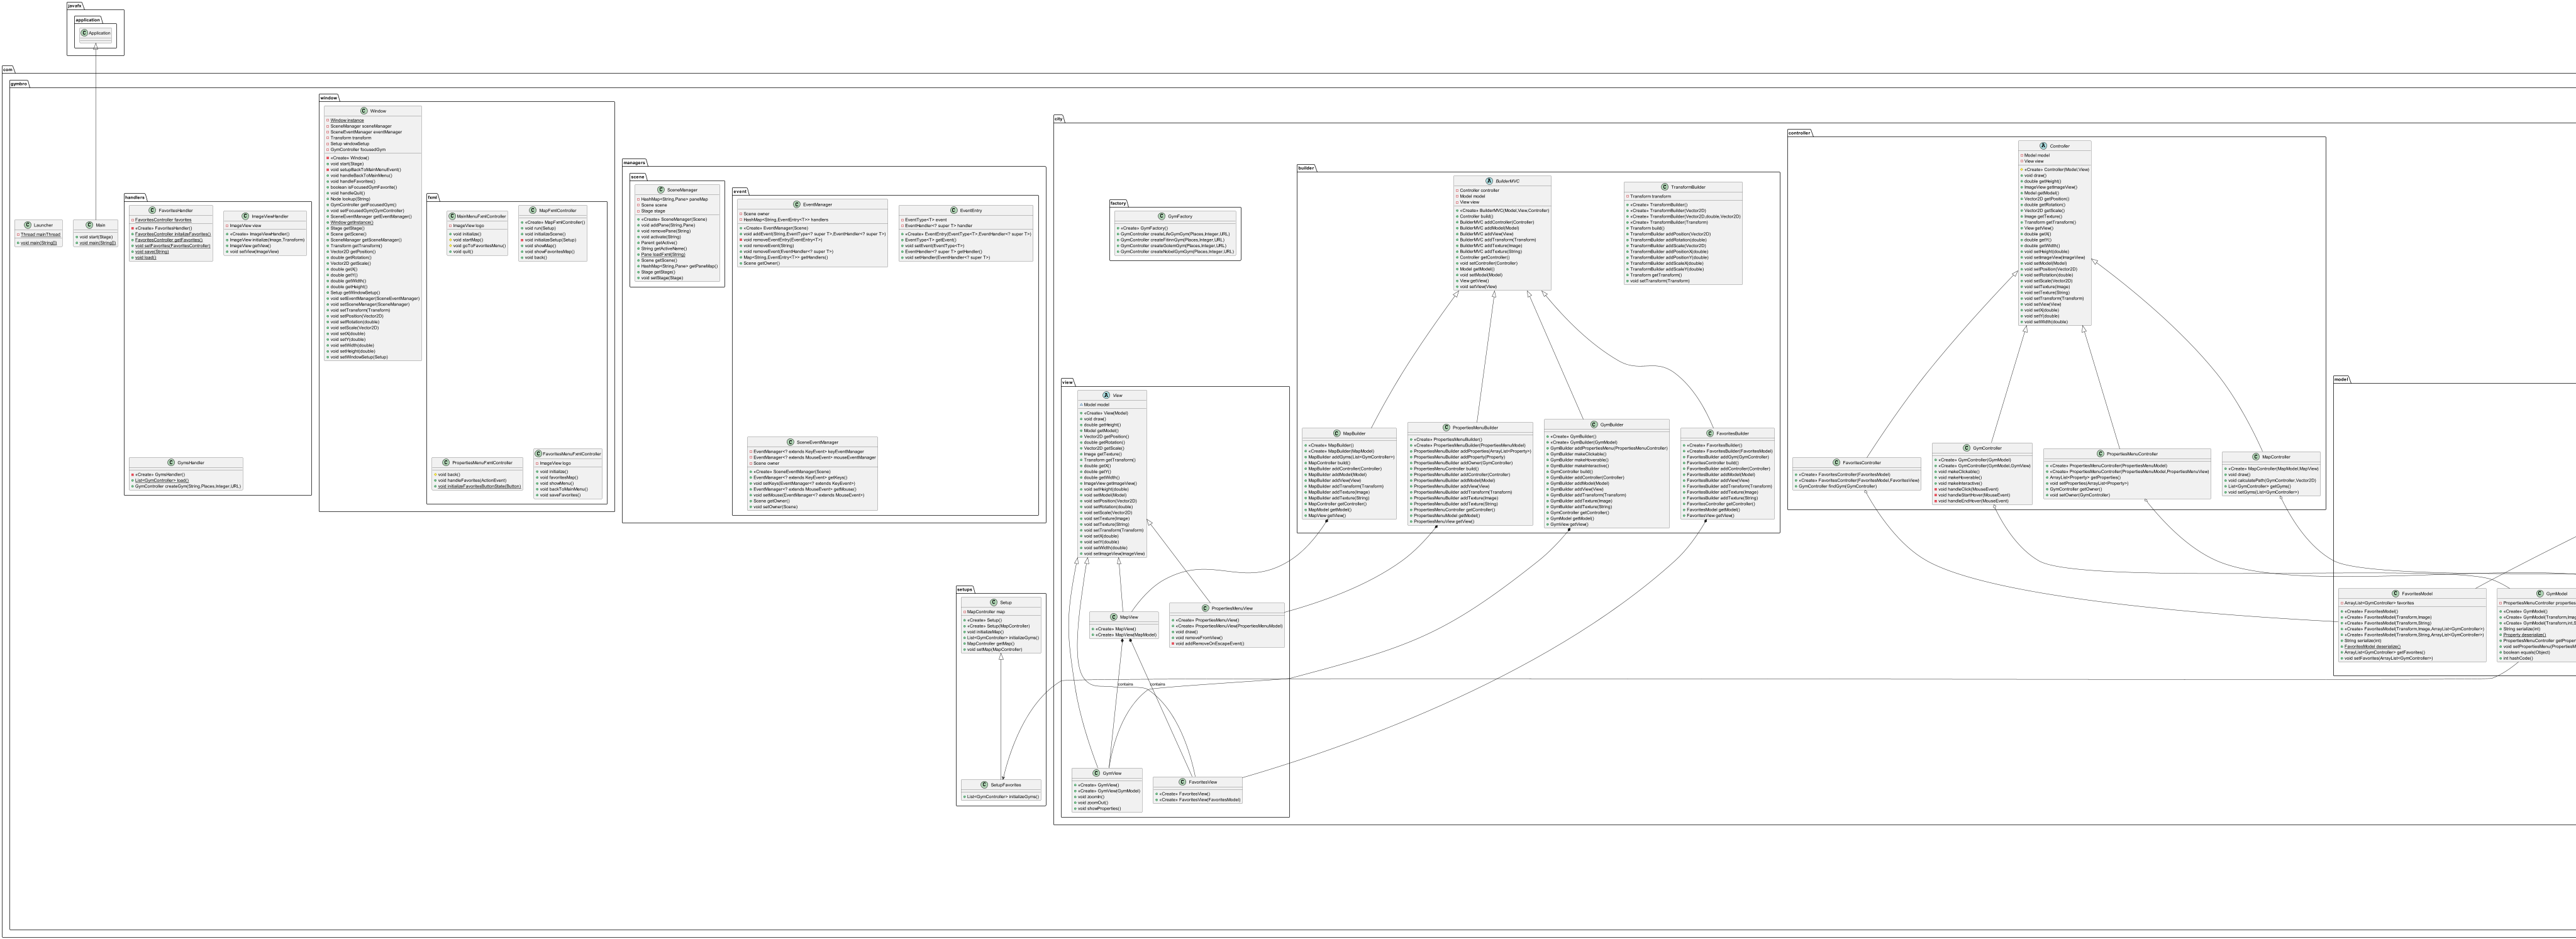 javafx
application
Application
com
gymbro
Launcher
Thread mainThread
void main(String[])
Main
void start(Stage)
void main(String[])
handlers
FavoritesHandler
FavoritesController favorites
«Create» FavoritesHandler()
FavoritesController initializeFavorites()
FavoritesController getFavorites()
void setFavorites(FavoritesController)
void save(String)
void load()
ImageViewHandler
ImageView view
«Create» ImageViewHandler()
ImageView initialize(Image,Transform)
ImageView getView()
void setView(ImageView)
GymsHandler
«Create» GymsHandler()
List<GymController> load()
GymController createGym(String,Places,Integer,URL)
window
Window
Window instance
SceneManager sceneManager
SceneEventManager eventManager
Transform transform
Setup windowSetup
GymController focusedGym
«Create» Window()
void start(Stage)
void setupBackToMainMenuEvent()
void handleBackToMainMenu()
void handleFavorite()
boolean isFocusedGymFavorite()
void handleQuit()
Node lookup(String)
GymController getFocusedGym()
void setFocusedGym(GymController)
SceneEventManager getEventManager()
Window getInstance()
Stage getStage()
Scene getScene()
SceneManager getSceneManager()
Transform getTransform()
Vector2D getPosition()
double getRotation()
Vector2D getScale()
double getX()
double getY()
double getWidth()
double getHeight()
Setup getWindowSetup()
void setEventManager(SceneEventManager)
void setSceneManager(SceneManager)
void setTransform(Transform)
void setPosition(Vector2D)
void setRotation(double)
void setScale(Vector2D)
void setX(double)
void setY(double)
void setWidth(double)
void setHeight(double)
void setWindowSetup(Setup)
fxml
MainMenuFxmlController
ImageView logo
void initialize()
void startMap()
void goToFavoritesMenu()
void quit()
MapFxmlController
«Create» MapFxmlController()
void run(Setup)
void initializeScene()
void initializeSetup(Setup)
void showMap()
void showFavoritesMap()
void back()
PropertiesMenuFxmlController
void back()
void handleFavorites(ActionEvent)
void initializeFavoritesButtonState(Button)
FavoritesMenuFxmlController
ImageView logo
void initialize()
void favoritesMap()
void showMenu()
void backToMainMenu()
void saveFavorites()
managers
scene
SceneManager
HashMap<String,Pane> paneMap
Scene scene
Stage stage
«Create» SceneManager(Scene)
void addPane(String,Pane)
void removePane(String)
void activate(String)
Parent getActive()
String getActiveName()
Pane loadFxml(String)
Scene getScene()
HashMap<String,Pane> getPaneMap()
Stage getStage()
void setStage(Stage)
event
EventManager
Scene owner
HashMap<String,EventEntry<T>> handlers
«Create» EventManager(Scene)
void addEvent(String,EventType<? super T>,EventHandler<? super T>)
void removeEventEntry(EventEntry<T>)
void removeEvent(String)
void removeEvent(EventHandler<? super T>)
Map<String,EventEntry<T>> getHandlers()
Scene getOwner()
EventEntry
EventType<T> event
EventHandler<? super T> handler
«Create» EventEntry(EventType<T>,EventHandler<? super T>)
EventType<T> getEvent()
void setEvent(EventType<T>)
EventHandler<? super T> getHandler()
void setHandler(EventHandler<? super T>)
SceneEventManager
EventManager<? extends KeyEvent> keyEventManager
EventManager<? extends MouseEvent> mouseEventManager
Scene owner
«Create» SceneEventManager(Scene)
EventManager<? extends KeyEvent> getKeys()
void setKeys(EventManager<? extends KeyEvent>)
EventManager<? extends MouseEvent> getMouse()
void setMouse(EventManager<? extends MouseEvent>)
Scene getOwner()
void setOwner(Scene)
setups
Setup
MapController map
«Create» Setup()
«Create» Setup(MapController)
void initializeMap()
List<GymController> initializeGyms()
MapController getMap()
void setMap(MapController)
SetupFavorites
List<GymController> initializeGyms()
city
factory
GymFactory
«Create» GymFactory()
GymController createLifeGymGym(Places,Integer,URL)
GymController createFitinnGym(Places,Integer,URL)
GymController createGolemGym(Places,Integer,URL)
GymController createNobelGymGym(Places,Integer,URL)
view
View
Model model
«Create» View(Model)
void draw()
double getHeight()
Model getModel()
Vector2D getPosition()
double getRotation()
Vector2D getScale()
Image getTexture()
Transform getTransform()
double getX()
double getY()
double getWidth()
ImageView getImageView()
void setHeight(double)
void setModel(Model)
void setPosition(Vector2D)
void setRotation(double)
void setScale(Vector2D)
void setTexture(Image)
void setTexture(String)
void setTransform(Transform)
void setX(double)
void setY(double)
void setWidth(double)
void setImageView(ImageView)
MapView
«Create» MapView()
«Create» MapView(MapModel)
PropertiesMenuView
«Create» PropertiesMenuView()
«Create» PropertiesMenuView(PropertiesMenuModel)
void draw()
void removeFromView()
void addRemoveOnEscapeEvent()
contains
contains
GymView
«Create» GymView()
«Create» GymView(GymModel)
void zoomIn()
void zoomOut()
void showProperties()
FavoritesView
«Create» FavoritesView()
«Create» FavoritesView(FavoritesModel)
builder
BuilderMVC
Controller controller
Model model
View view
«Create» BuilderMVC(Model,View,Controller)
Controller build()
BuilderMVC addController(Controller)
BuilderMVC addModel(Model)
BuilderMVC addView(View)
BuilderMVC addTransform(Transform)
BuilderMVC addTexture(Image)
BuilderMVC addTexture(String)
Controller getController()
void setController(Controller)
Model getModel()
void setModel(Model)
View getView()
void setView(View)
TransformBuilder
Transform transform
«Create» TransformBuilder()
«Create» TransformBuilder(Vector2D)
«Create» TransformBuilder(Vector2D,double,Vector2D)
«Create» TransformBuilder(Transform)
Transform build()
TransformBuilder addPosition(Vector2D)
TransformBuilder addRotation(double)
TransformBuilder addScale(Vector2D)
TransformBuilder addPositionX(double)
TransformBuilder addPositionY(double)
TransformBuilder addScaleX(double)
TransformBuilder addScaleY(double)
Transform getTransform()
void setTransform(Transform)
MapBuilder
«Create» MapBuilder()
«Create» MapBuilder(MapModel)
MapBuilder addGyms(List<GymController>)
MapController build()
MapBuilder addController(Controller)
MapBuilder addModel(Model)
MapBuilder addView(View)
MapBuilder addTransform(Transform)
MapBuilder addTexture(Image)
MapBuilder addTexture(String)
MapController getController()
MapModel getModel()
MapView getView()
PropertiesMenuBuilder
«Create» PropertiesMenuBuilder()
«Create» PropertiesMenuBuilder(PropertiesMenuModel)
PropertiesMenuBuilder addProperties(ArrayList<Property>)
PropertiesMenuBuilder addProperty(Property)
PropertiesMenuBuilder addOwner(GymController)
PropertiesMenuController build()
PropertiesMenuBuilder addController(Controller)
PropertiesMenuBuilder addModel(Model)
PropertiesMenuBuilder addView(View)
PropertiesMenuBuilder addTransform(Transform)
PropertiesMenuBuilder addTexture(Image)
PropertiesMenuBuilder addTexture(String)
PropertiesMenuController getController()
PropertiesMenuModel getModel()
PropertiesMenuView getView()
GymBuilder
«Create» GymBuilder()
«Create» GymBuilder(GymModel)
GymBuilder addPropertiesMenu(PropertiesMenuController)
GymBuilder makeClickable()
GymBuilder makeHoverable()
GymBuilder makeInteractive()
GymController build()
GymBuilder addController(Controller)
GymBuilder addModel(Model)
GymBuilder addView(View)
GymBuilder addTransform(Transform)
GymBuilder addTexture(Image)
GymBuilder addTexture(String)
GymController getController()
GymModel getModel()
GymView getView()
FavoritesBuilder
«Create» FavoritesBuilder()
«Create» FavoritesBuilder(FavoritesModel)
FavoritesBuilder addGym(GymController)
FavoritesController build()
FavoritesBuilder addController(Controller)
FavoritesBuilder addModel(Model)
FavoritesBuilder addView(View)
FavoritesBuilder addTransform(Transform)
FavoritesBuilder addTexture(Image)
FavoritesBuilder addTexture(String)
FavoritesController getController()
FavoritesModel getModel()
FavoritesView getView()
controller
Controller
Model model
View view
«Create» Controller(Model,View)
void draw()
double getHeight()
ImageView getImageView()
Model getModel()
Vector2D getPosition()
double getRotation()
Vector2D getScale()
Image getTexture()
Transform getTransform()
View getView()
double getX()
double getY()
double getWidth()
void setHeight(double)
void setImageView(ImageView)
void setModel(Model)
void setPosition(Vector2D)
void setRotation(double)
void setScale(Vector2D)
void setTexture(Image)
void setTexture(String)
void setTransform(Transform)
void setView(View)
void setX(double)
void setY(double)
void setWidth(double)
FavoritesController
«Create» FavoritesController(FavoritesModel)
«Create» FavoritesController(FavoritesModel,FavoritesView)
GymController findGym(GymController)
GymController
«Create» GymController(GymModel)
«Create» GymController(GymModel,GymView)
void makeClickable()
void makeHoverable()
void makeInteractive()
void handleClick(MouseEvent)
void handleStartHover(MouseEvent)
void handleEndHover(MouseEvent)
PropertiesMenuController
«Create» PropertiesMenuController(PropertiesMenuModel)
«Create» PropertiesMenuController(PropertiesMenuModel,PropertiesMenuView)
void draw()
ArrayList<Property> getProperties()
void setProperties(ArrayList<Property>)
GymController getOwner()
void setOwner(GymController)
MapController
«Create» MapController(MapModel,MapView)
void draw()
void calculatePath(GymController,Vector2D)
List<GymController> getGyms()
void setGyms(List<GymController>)
model
FavoritesModel
ArrayList<GymController> favorites
«Create» FavoritesModel()
«Create» FavoritesModel(Transform,Image)
«Create» FavoritesModel(Transform,String)
«Create» FavoritesModel(Transform,Image,ArrayList<GymController>)
«Create» FavoritesModel(Transform,String,ArrayList<GymController>)
String serialize(int)
FavoritesModel deserialize()
ArrayList<GymController> getFavorites()
void setFavorites(ArrayList<GymController>)
GymModel
PropertiesMenuController properties
«Create» GymModel()
«Create» GymModel(Transform,Imag
«Create» GymModel(Transform,int,
String serialize(int)
Property deserialize()
PropertiesMenuController getProper
void setPropertiesMenu(PropertiesM
boolean equals(Object)
int hashCode()